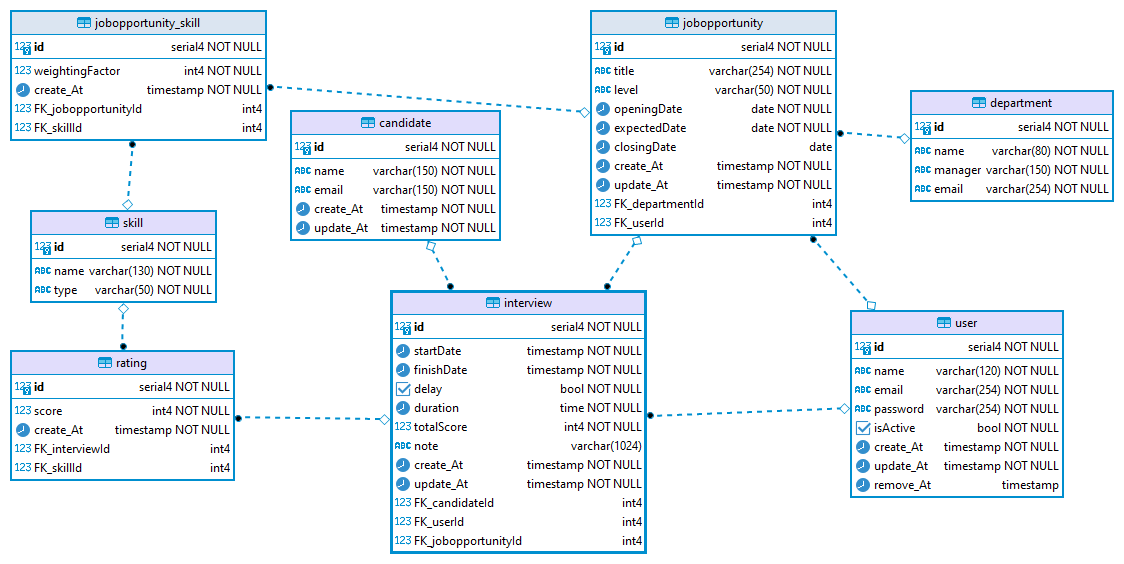 jobopportunity_skill
123 id serial4 NOT NULL
123 weightingFactor int4 NOT NULL
create_At timestamp NOT NULL
123 FK_jobopportunityId int4
123 FK_skillId int4
jobopportunity
123 id serial4 NOT NULL
ABC title varchar(254) NOT NULL
ABC level varchar(50) NOT NULL
openingDate date NOT NULL
expectedDate date NOT NULL
closingDate date
create_At timestamp NOT NULL
update_At timestamp NOT NULL
123 FK_departmentId int4
123 FK_userId int4
department
123 id serial4 NOT NULL
ABC name varchar(80) NOT NULL
ABC manager varchar(150) NOT NULL
ABC email varchar(254) NOT NULL
candidate
123 id serial4 NOT NULL
ABC name varchar(150) NOT NULL
ABC email varchar(150) NOT NULL
create_At timestamp NOT NULL
update_At timestamp NOT NULL
skill
123 id serial4 NOT NULL
ABC name varchar(130) NOT NULL
ABC type varchar(50) NOT NULL
interview
123 id serial4 NOT NULL
startDate timestamp NOT NULL
finishDate timestamp NOT NULL
delay bool NOT NULL
duration time NOT NULL
123 totalScore int4 NOT NULL
ABC note varchar(1024)
create_At timestamp NOT NULL
update_At timestamp NOT NULL
123 FK_candidateId int4
123 FK_userId int4
123 FK_jobopportunityId int4
user
123 id serial4 NOT NULL
ABC name varchar(120) NOT NULL
ABC email varchar(254) NOT NULL
ABC password varchar(254) NOT NULL
isActive bool NOT NULL
create_At timestamp NOT NULL
update_At timestamp NOT NULL
remove_At timestamp
rating
123 id serial4 NOT NULL
123 score int4 NOT NULL
create_At timestamp NOT NULL
123 FK_interviewId int4
123 FK_skillId int4